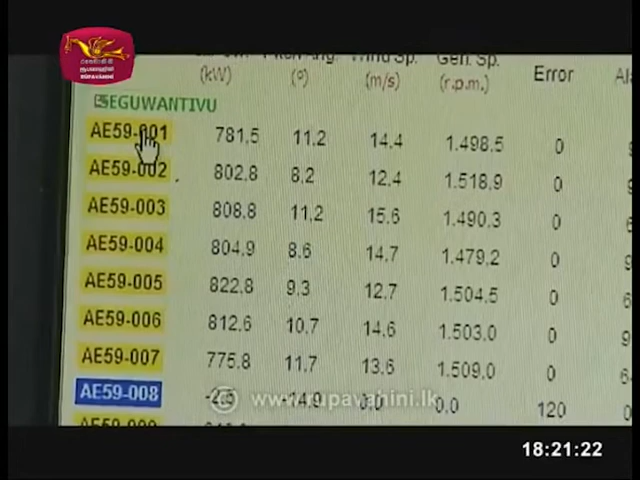 RUPAVAHINI
(kW) (°) (m/s) (r.p.m.) Error
SEGUWANTIVU
AE59-001 781,5 11,2 14,4 1.498,5 0
AE59-002 802,8 8,2 12,4 1.518,9 0
AE59-003 808,8 11,2 15,6 1.490,3 0
AE59-004 804,9 8,6 14,7 1.479,2 0
AE59-005 822,8 9,3 12,7 1.504,5 0
AE59-006 812,6 10,7 14,6 1.503,0 0
AE59-007 775,8 11,7 13,6 1.509,0 0
AE59-008 0,0 0,0 120
www.rupavahini.lk
18:21:22